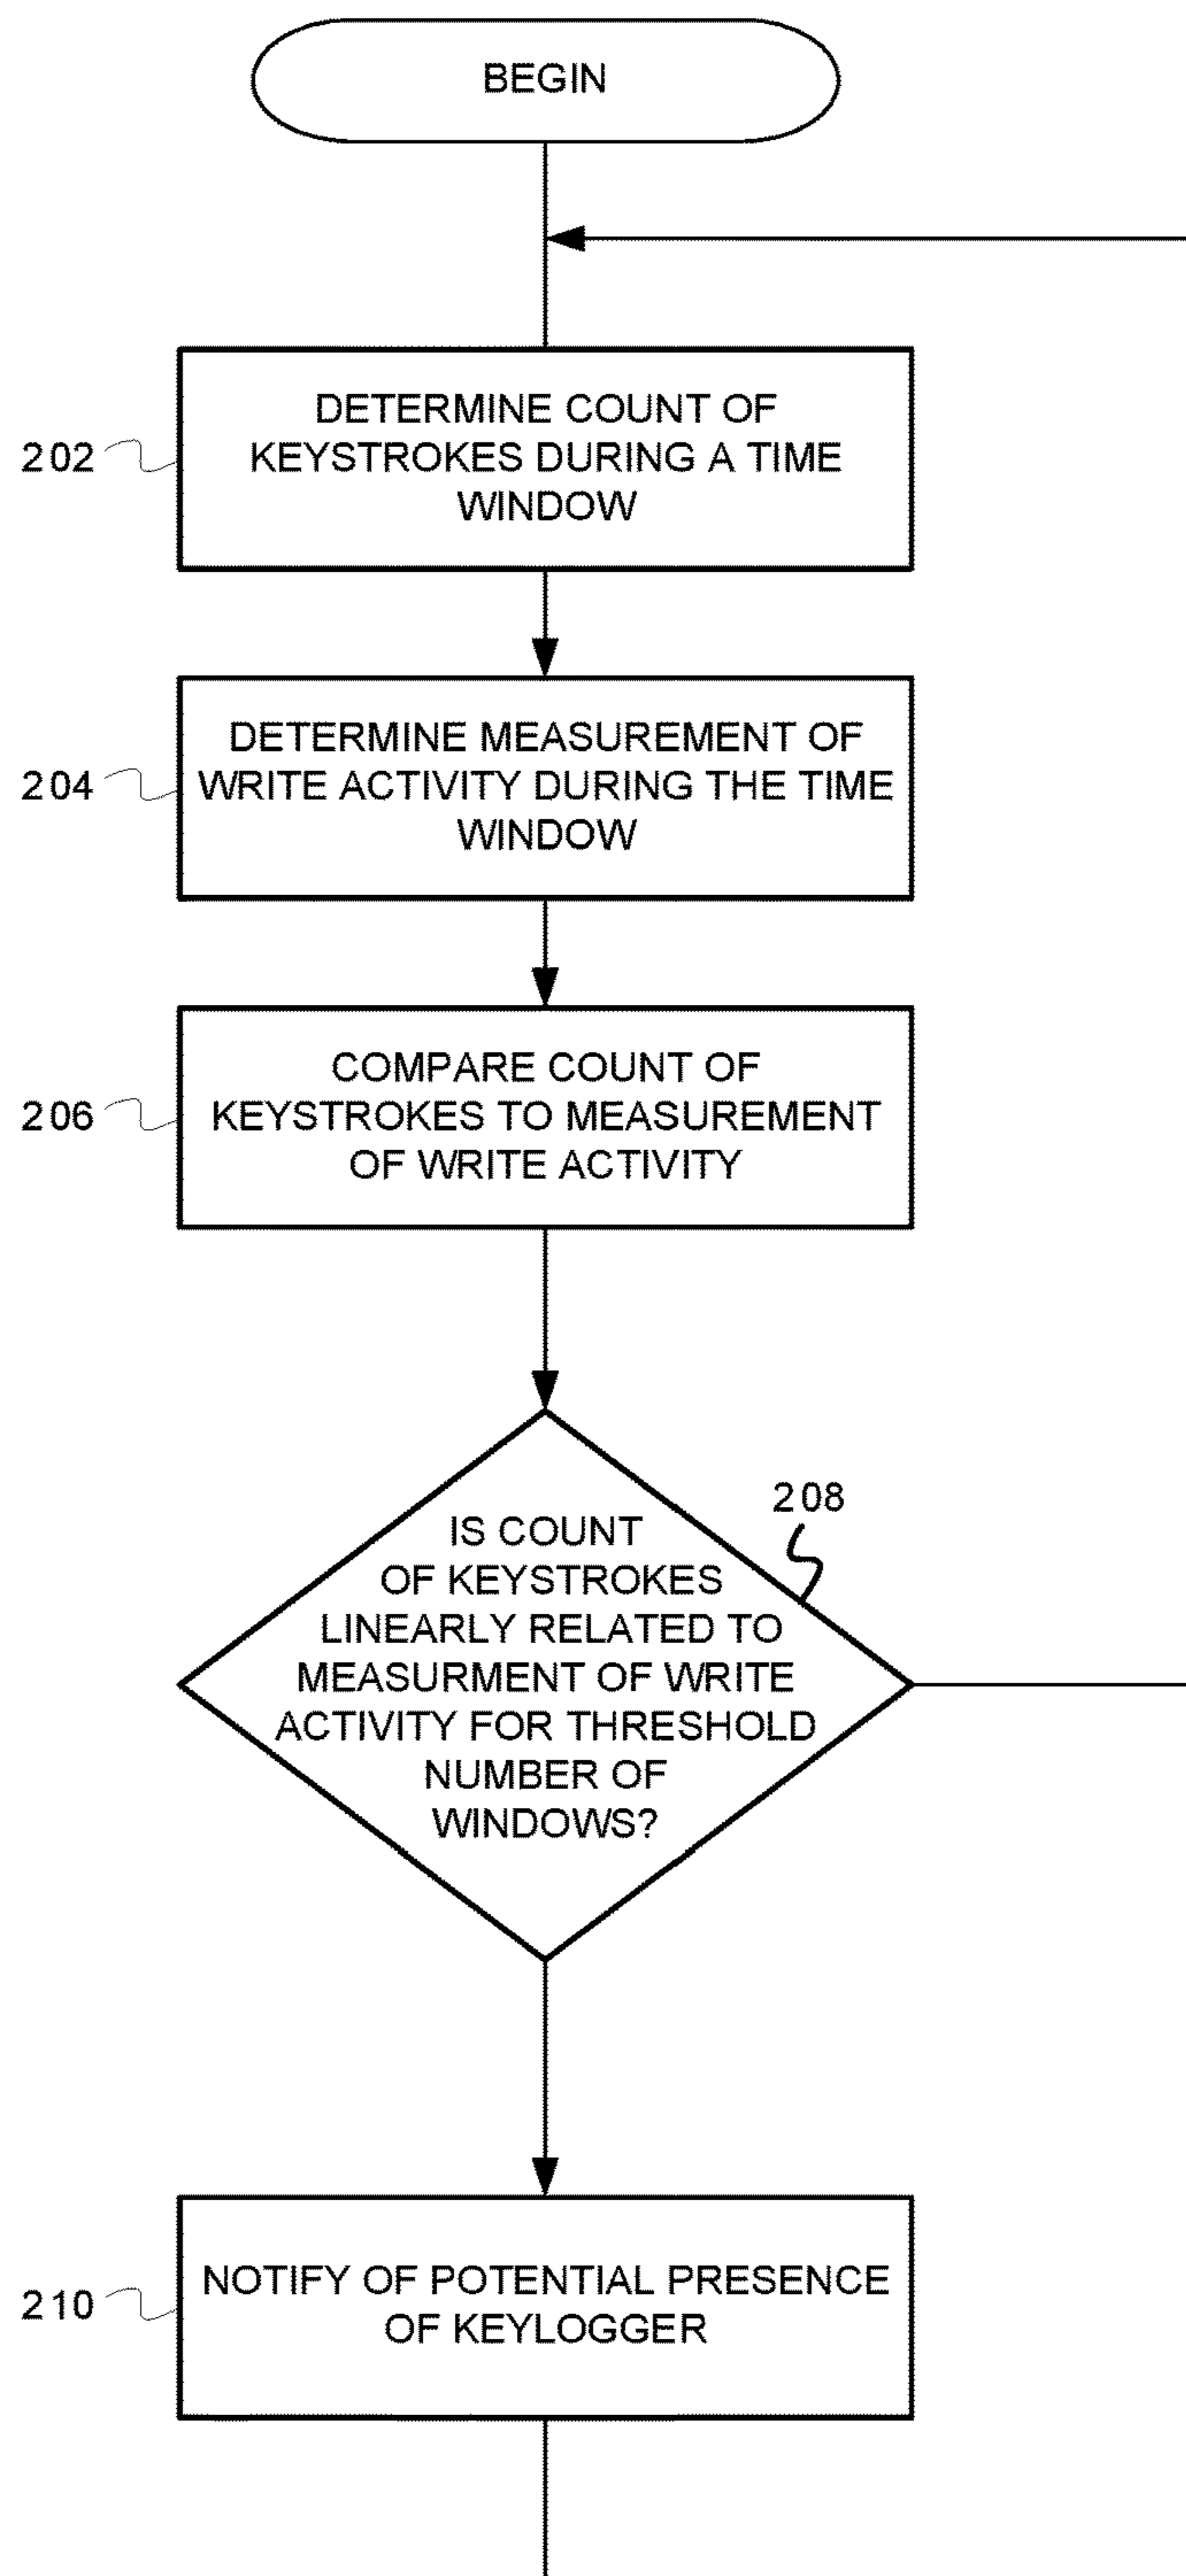 BEGIN
DETERMINE COUNT OF
KEYSTROKES DURING A TIME
WINDOW
202
DETERMINE MEASUREMENT OF
WRITE ACTIVITY DURING THE TIME
WINDOW
204
COMPARE COUNT OF
KEYSTROKES TO MEASUREMENT
OF WRITE ACTIVITY
206
208
IS COUNT
OF KEYSTROKES
LINEARLY RELATED TO
MEASURMENT OF WRITE
ACTIVITY FOR THRESHOLD
NUMBER OF
WINDOWS?
NOTIFY OF POTENTIAL PRESENCE
OF KEYLOGGER
210